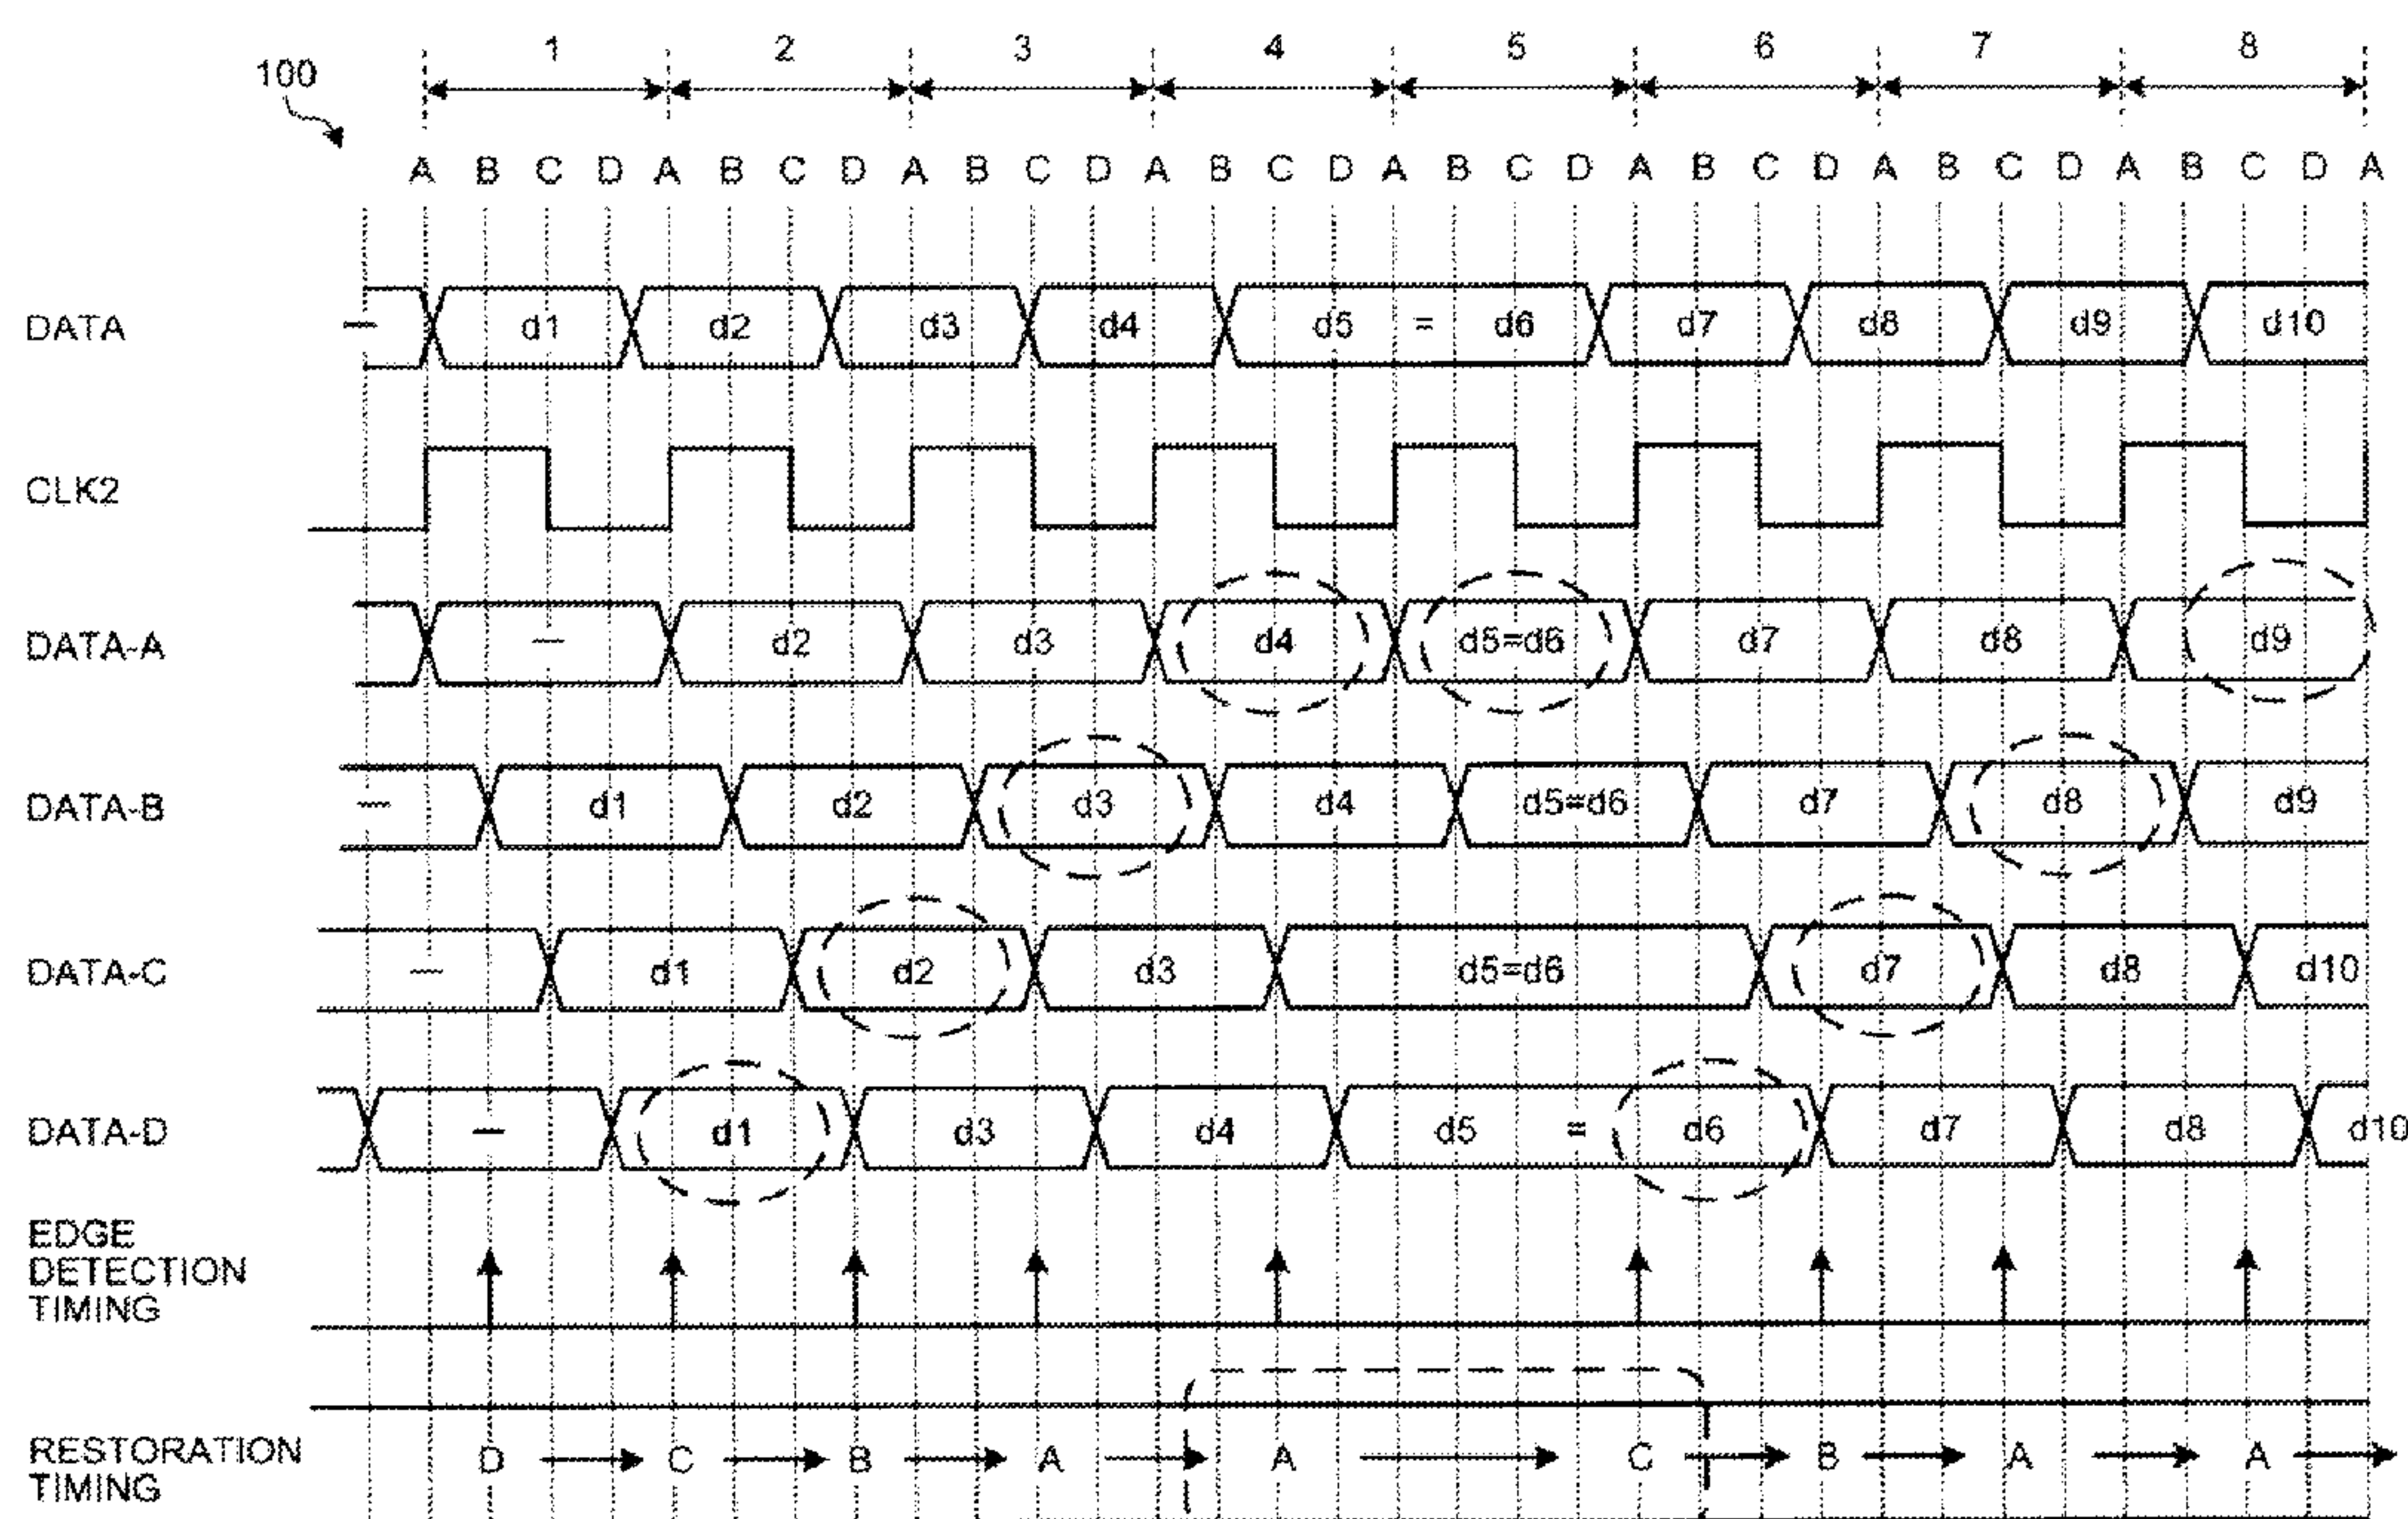 1 2 3 4 5 6 7 8
100
A B C D A B C D A B C D A B C D A B C D A B C D A B C D A B C D A
DATA — d1 d2 d3 d4 d5 = d6 d7 d8 d9 d10
CLK2
DATA-A — d2 d3 d4 d5=d6 d7 d8 d9
DATA-B — d1 d2 d3 d4 d5=d6 d7 d8 d9
DATA-C — d1 d2 d3 d5=d6 d7 d8 d10
DATA-D — d1 d3 d4 d5 = d6 d7 d8 d10
EDGE
DETECTION
TIMING
RESTORATION
TIMING
D C B A A C B A A